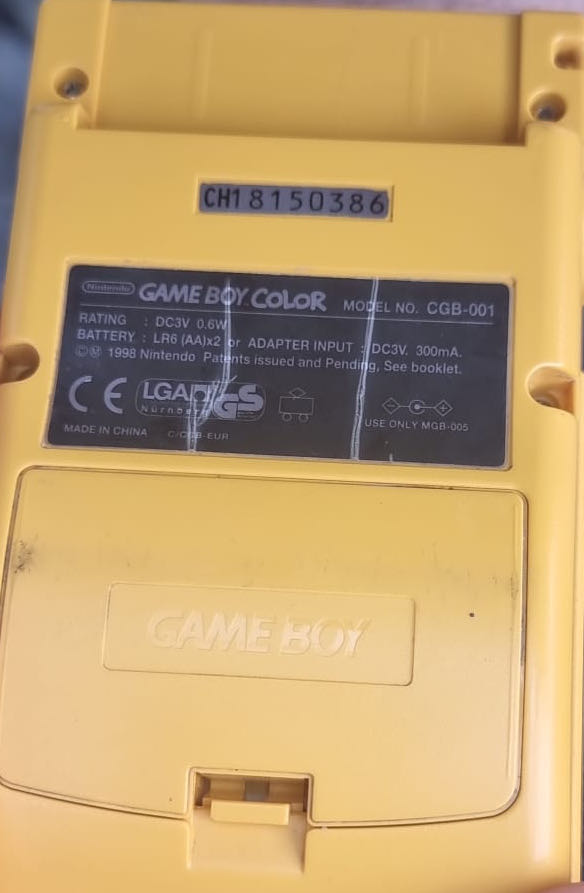 CH18150386
Nintendo GAME BOY COLOR MODEL NO. CGB-001
RATING : DC3V 0.6W
BATTERY : LR6 (AA)x2 or ADAPTER INPUT : DC3V. 300mA.
©Ⓜ 1998 Nintendo Patents issued and Pending, See booklet.
CE LGA Nürnberg GS
USE ONLY MGB-005
MADE IN CHINA C/CGB-EUR
GAME BOY